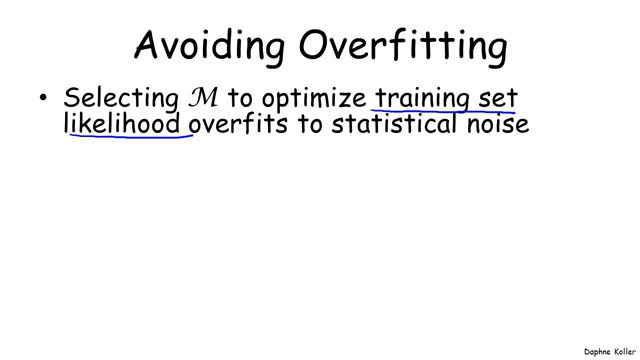 Avoiding Overfitting
• Selecting ℳ to optimize training set
likelihood overfits to statistical noise
Daphne Koller